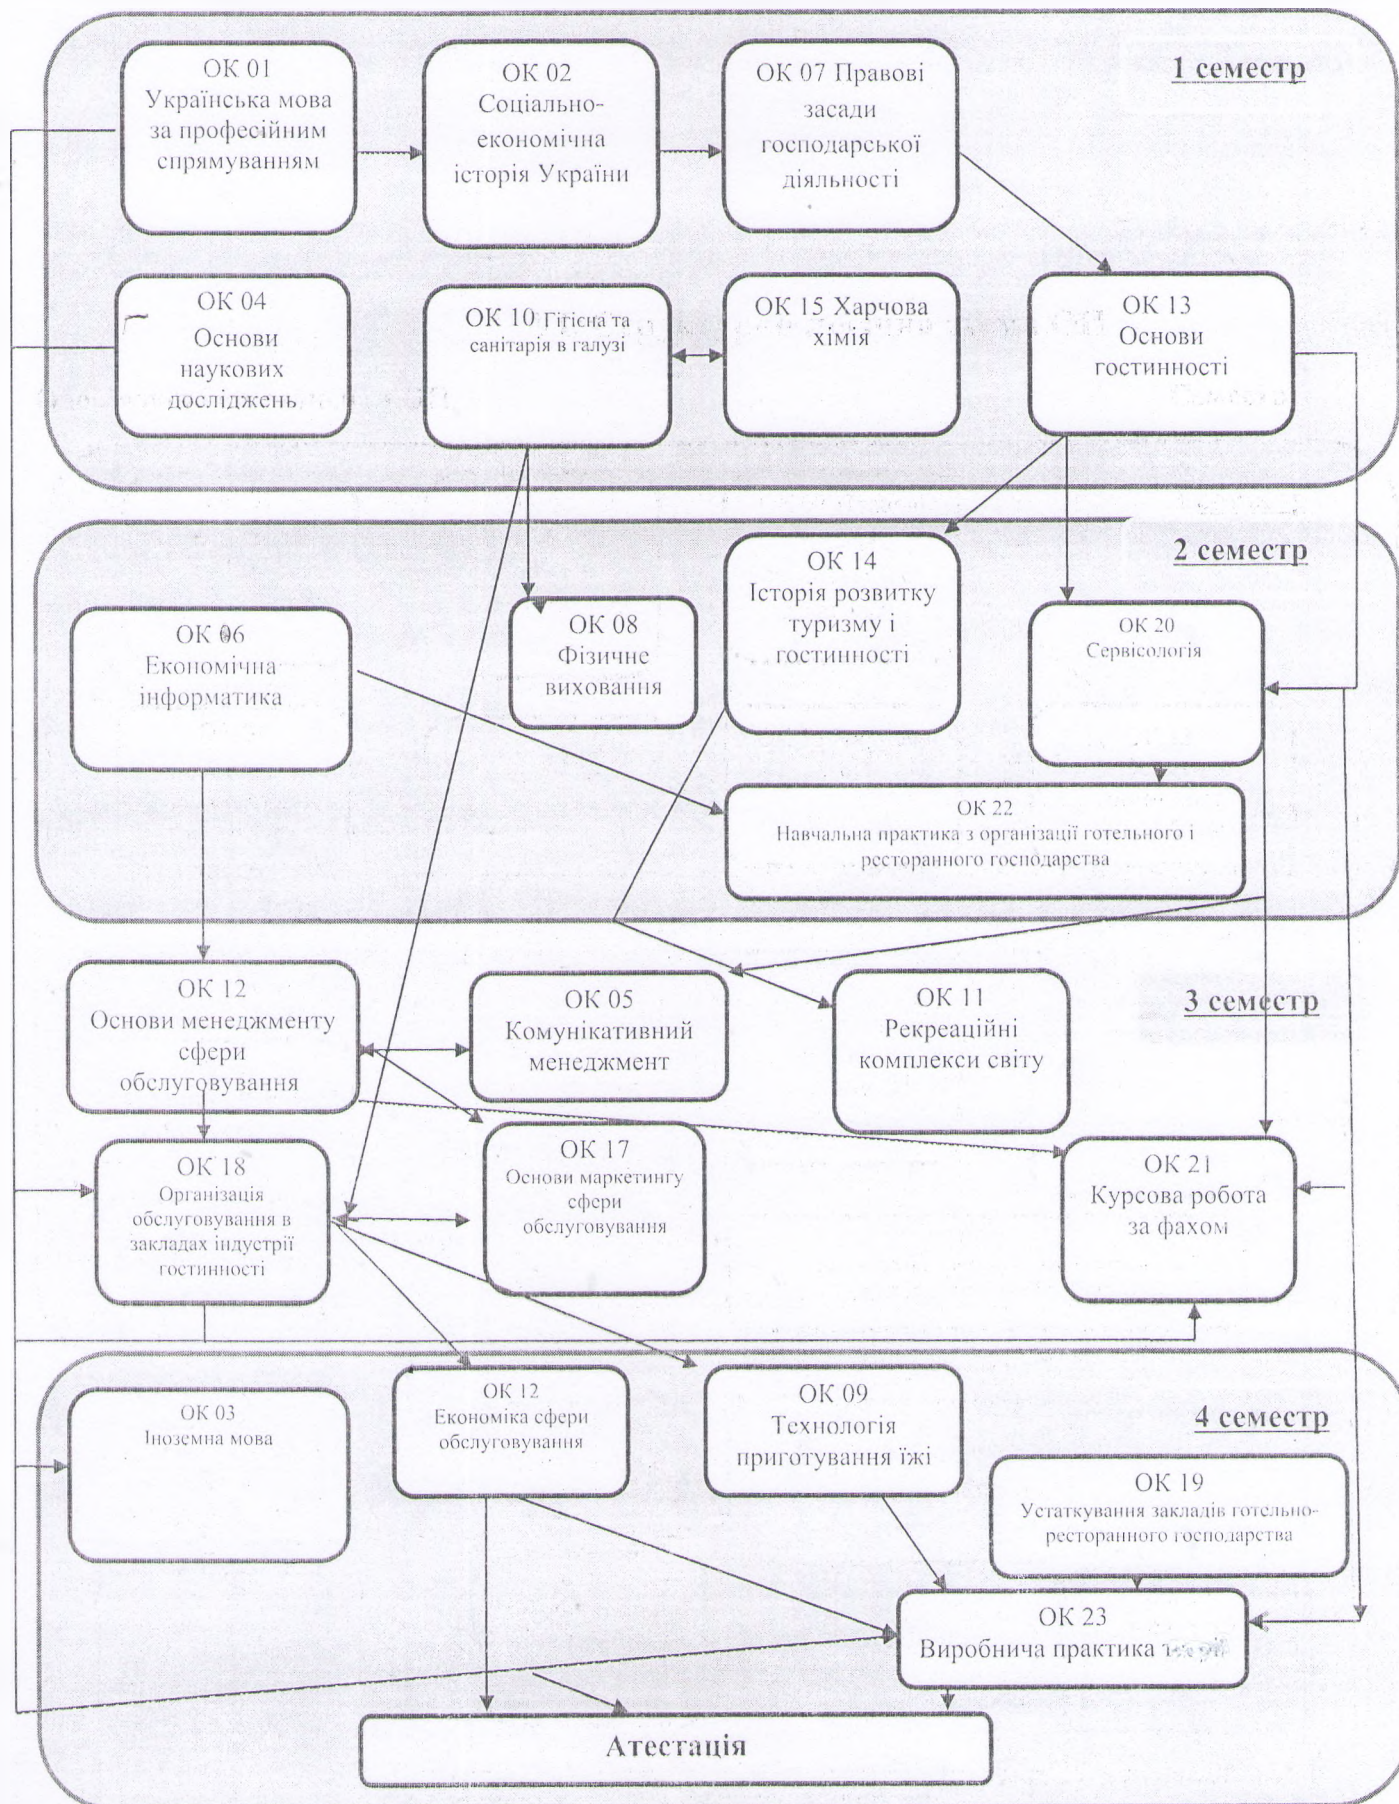 1 семестр
ОК 01
Українська мова
за професійним
спрямуванням
ОК 02
Соціально-
економічна
історія України
ОК 07 Правові
засади
господарської
діяльності
ОК 04
Основи
наукових
досліджень
ОК 10 Гігієна та
санітарія в галузі
ОК 15 Харчова
хімія
ОК 13
Основи
гостинності
2 семестр
ОК 06
Економічна
інформатика
ОК 08
Фізичне
виховання
ОК 14
Історія розвитку
туризму і
гостинності
ОК 20
Сервісологія
ОК 22
Навчальна практика з організації готельного і
ресторанного господарства
3 семестр
ОК 12
Основи менеджменту
сфери
обслуговування
ОК 05
Комунікативний
менеджмент
ОК 11
Рекреаційні
комплекси світу
ОК 18
Організація
обслуговування в
закладах індустрії
гостинності
ОК 17
Основи маркетингу
сфери
обслуговування
ОК 21
Курсова робота
за фахом
4 семестр
ОК 03
Іноземна мова
ОК 12
Економіка сфери
обслуговування
ОК 09
Технологія
приготування їжі
ОК 19
Устаткування закладів готельно-
ресторанного господарства
ОК 23
Виробнича практика
Атестація